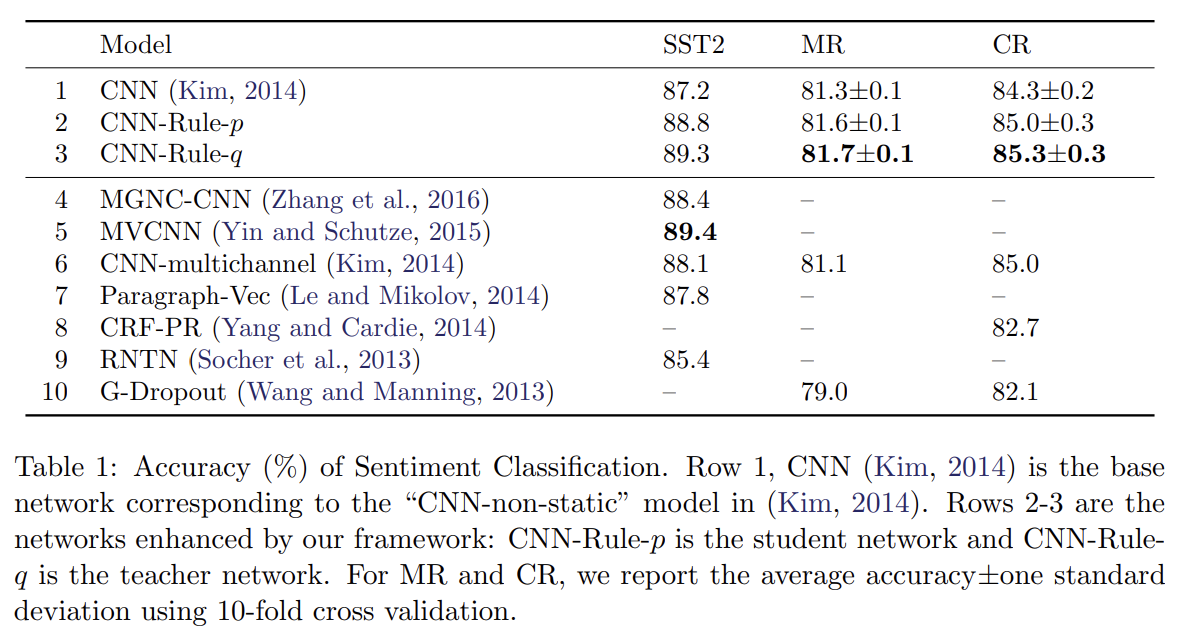 Model SST2 MR CR
1 CNN (Kim, 2014) 87.2 81.3±0.1 84.3±0.2
2 CNN-Rule-p 88.8 81.6±0.1 85.0±0.3
3 CNN-Rule-q 89.3 81.7±0.1 85.3±0.3
4 MGNC-CNN (Zhang et al., 2016) 88.4 – –
5 MVCNN (Yin and Schutze, 2015) 89.4 – –
6 CNN-multichannel (Kim, 2014) 88.1 81.1 85.0
7 Paragraph-Vec (Le and Mikolov, 2014) 87.8 – –
8 CRF-PR (Yang and Cardie, 2014) – – 82.7
9 RNTN (Socher et al., 2013) 85.4 – –
10 G-Dropout (Wang and Manning, 2013) – 79.0 82.1
Table 1: Accuracy (%) of Sentiment Classification. Row 1, CNN (Kim, 2014) is the base
network corresponding to the “CNN-non-static” model in (Kim, 2014). Rows 2-3 are the
networks enhanced by our framework: CNN-Rule-p is the student network and CNN-Rule-
q is the teacher network. For MR and CR, we report the average accuracy±one standard
deviation using 10-fold cross validation.